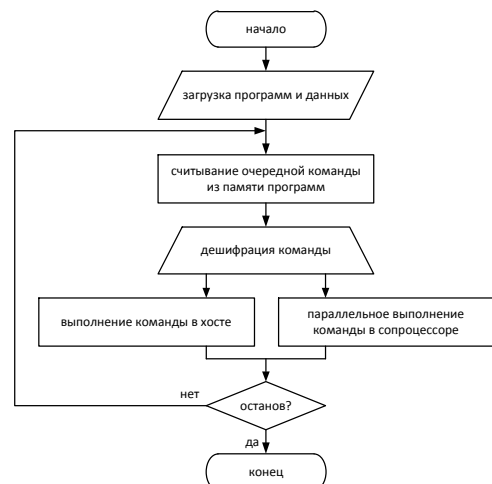 начало
загрузка программ и данных
считывание очередной команды
из памяти программ
дешифрация команды
выполнение команды в хосте
параллельное выполнение
команды в сопроцессоре
нет
останов?
да
конец